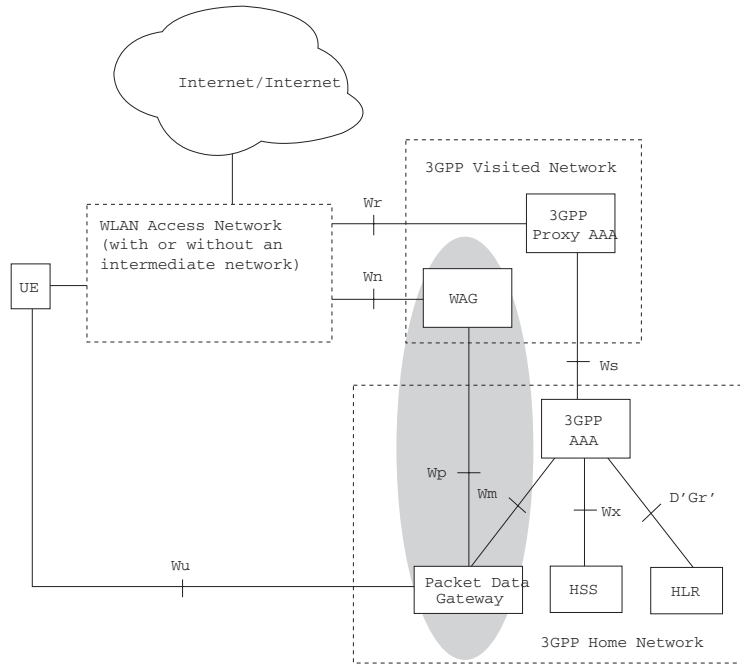 Internet/Internet
3GPP Visited Network
Wr
3GPP
Proxy AAA
WLAN Access Network
(with or without an
intermediate network)
UE
Wn
WAG
Ws
3GPP
AAA
Wp
Wm
Wx
D'Gr'
Wu
Packet Data
Gateway
HSS
HLR
3GPP Home Network